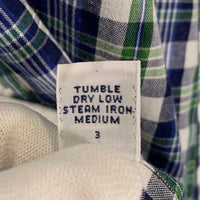 TUMBLE
DRY LOW
STEAM IRON
MEDIUM
3